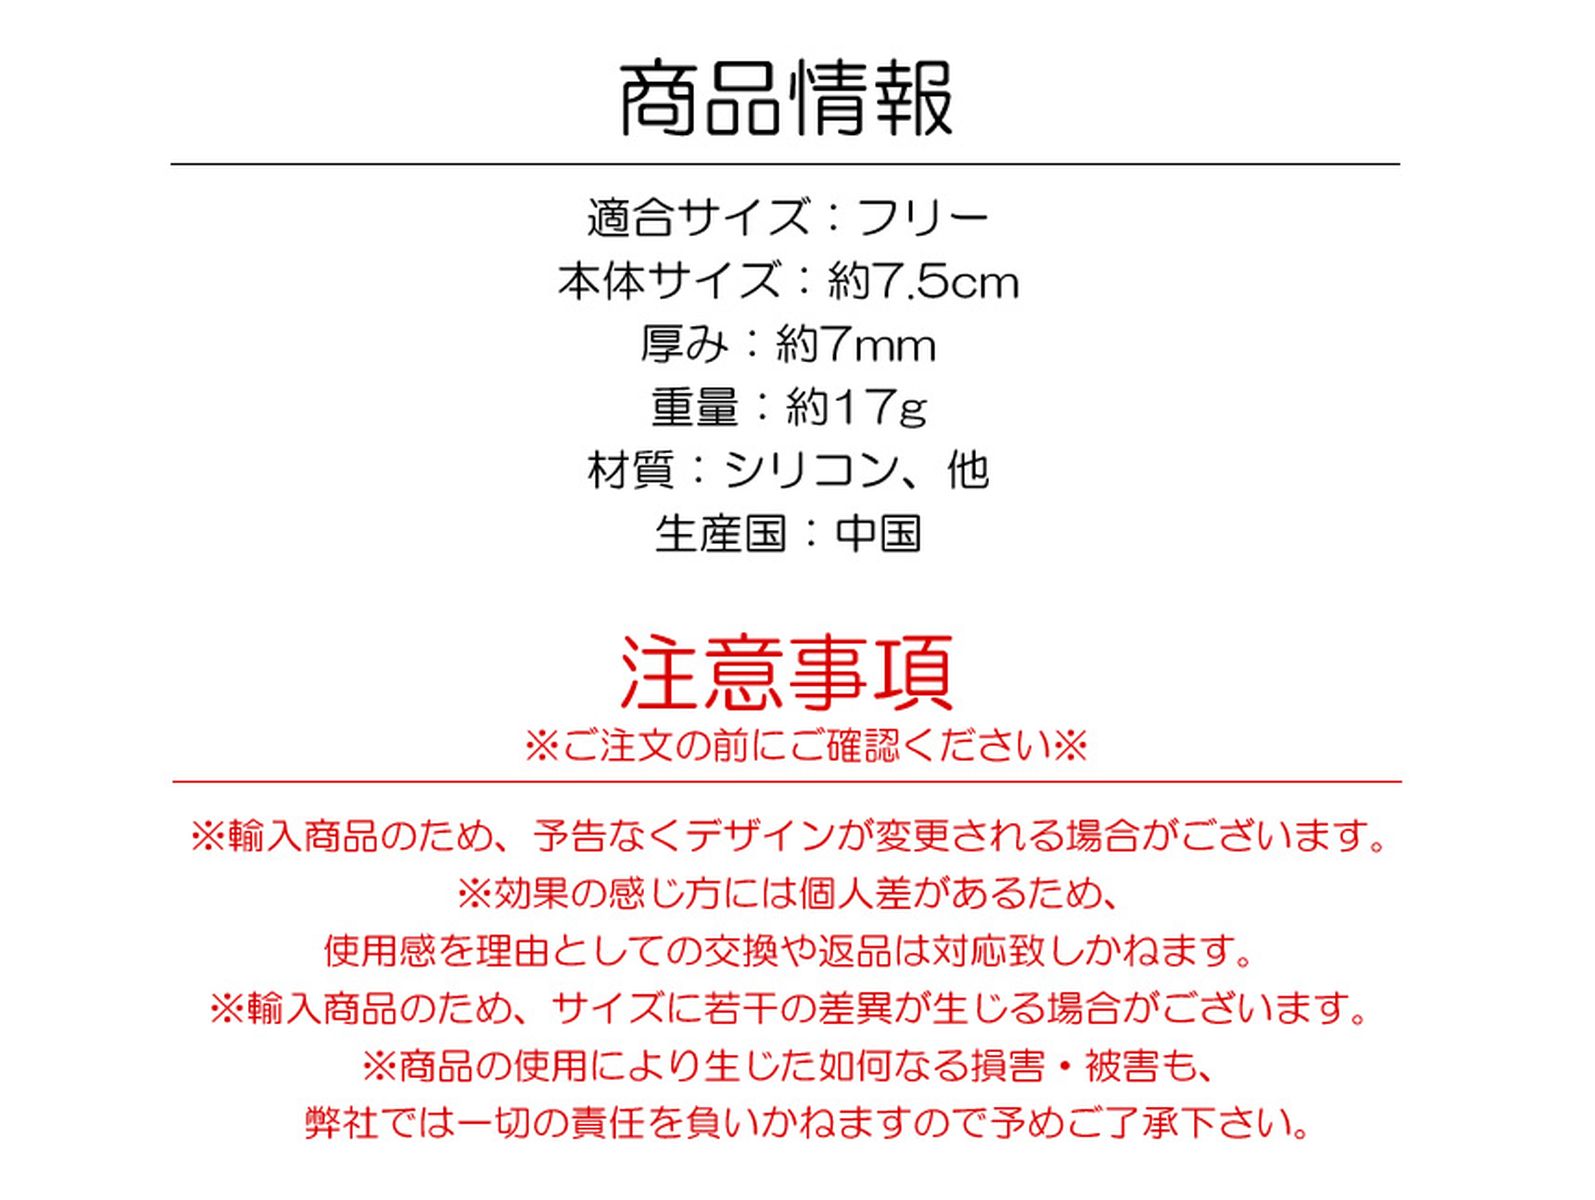 商品情報
適合サイズ：フリー
本体サイズ：約7.5cm
厚み：約7mm
重量：約17g
材質：シリコン、他
生産国：中国
注意事項
※ご注文の前にご確認ください※
※輸入商品のため、予告なくデザインが変更される場合がございます。
※効果の感じ方には個人差があるため、
使用感を理由としての交換や返品は対応致しかねます。
※輸入商品のため、サイズに若干の差異が生じる場合がございます。
※商品の使用により生じた如何なる損害・被害も、
弊社では一切の責任を負いかねますので予めご了承下さい。